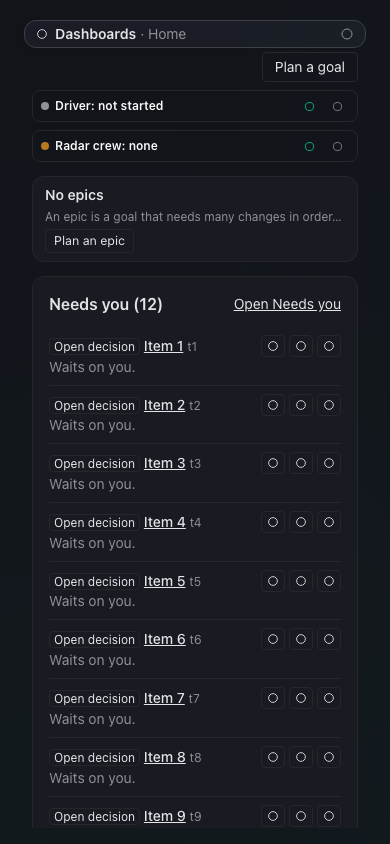 Dashboards · Home
Plan a goal
Driver: not started
Radar crew: none
No epics
An epic is a goal that needs many changes in order...
Plan an epic
Needs you (12) Open Needs you
Open decision Item 1 t1
Waits on you.
Open decision Item 2 t2
Waits on you.
Open decision Item 3 t3
Waits on you.
Open decision Item 4 t4
Waits on you.
Open decision Item 5 t5
Waits on you.
Open decision Item 6 t6
Waits on you.
Open decision Item 7 t7
Waits on you.
Open decision Item 8 t8
Waits on you.
Open decision Item 9 t9